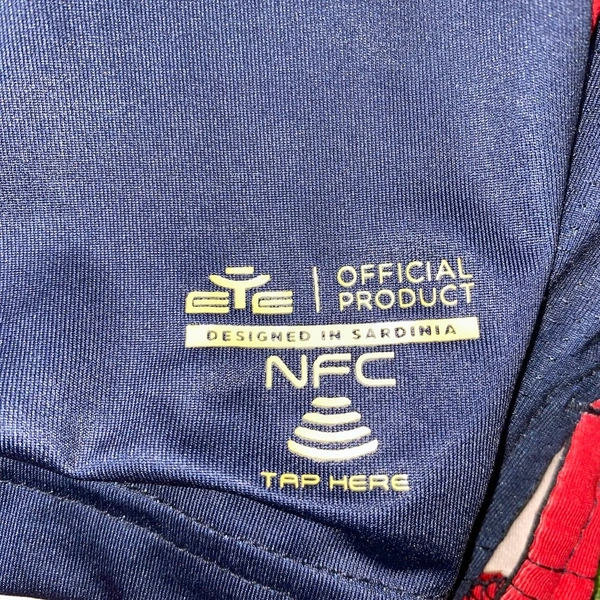 EYE
OFFICIAL
PRODUCT
DESIGNED IN SARDINIA
NFC
TAP HERE